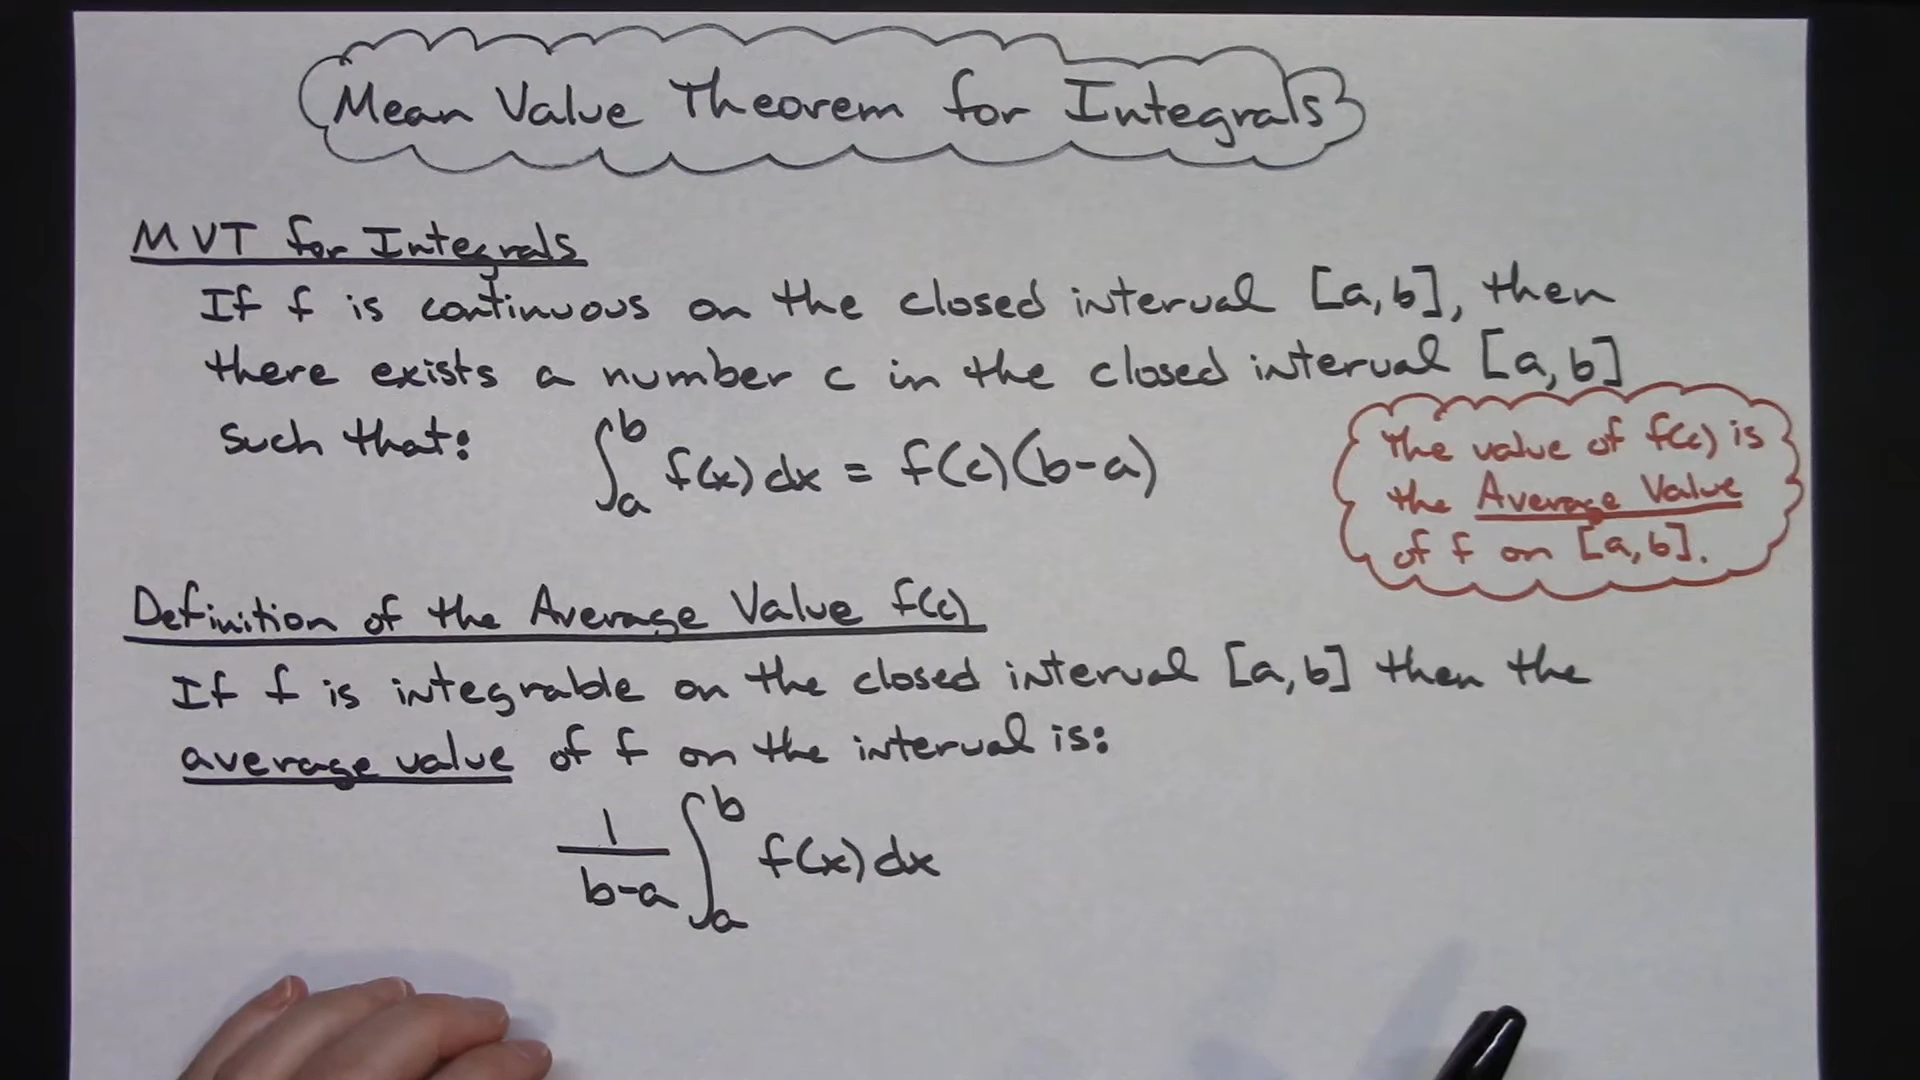 Mean Value Theorem for Integrals
MVT for Integrals
If f is continuous on the closed interval [a,b], then
there exists a number c in the closed interval [a,b]
such that: ∫_a^b f(x) dx = f(c)(b-a)
The value of f(c) is
the Average Value
of f on [a,b].
Definition of the Average Value f(c)
If f is integrable on the closed interval [a,b] then the
average value of f on the interval is:
1/(b-a) ∫_a^b f(x) dx